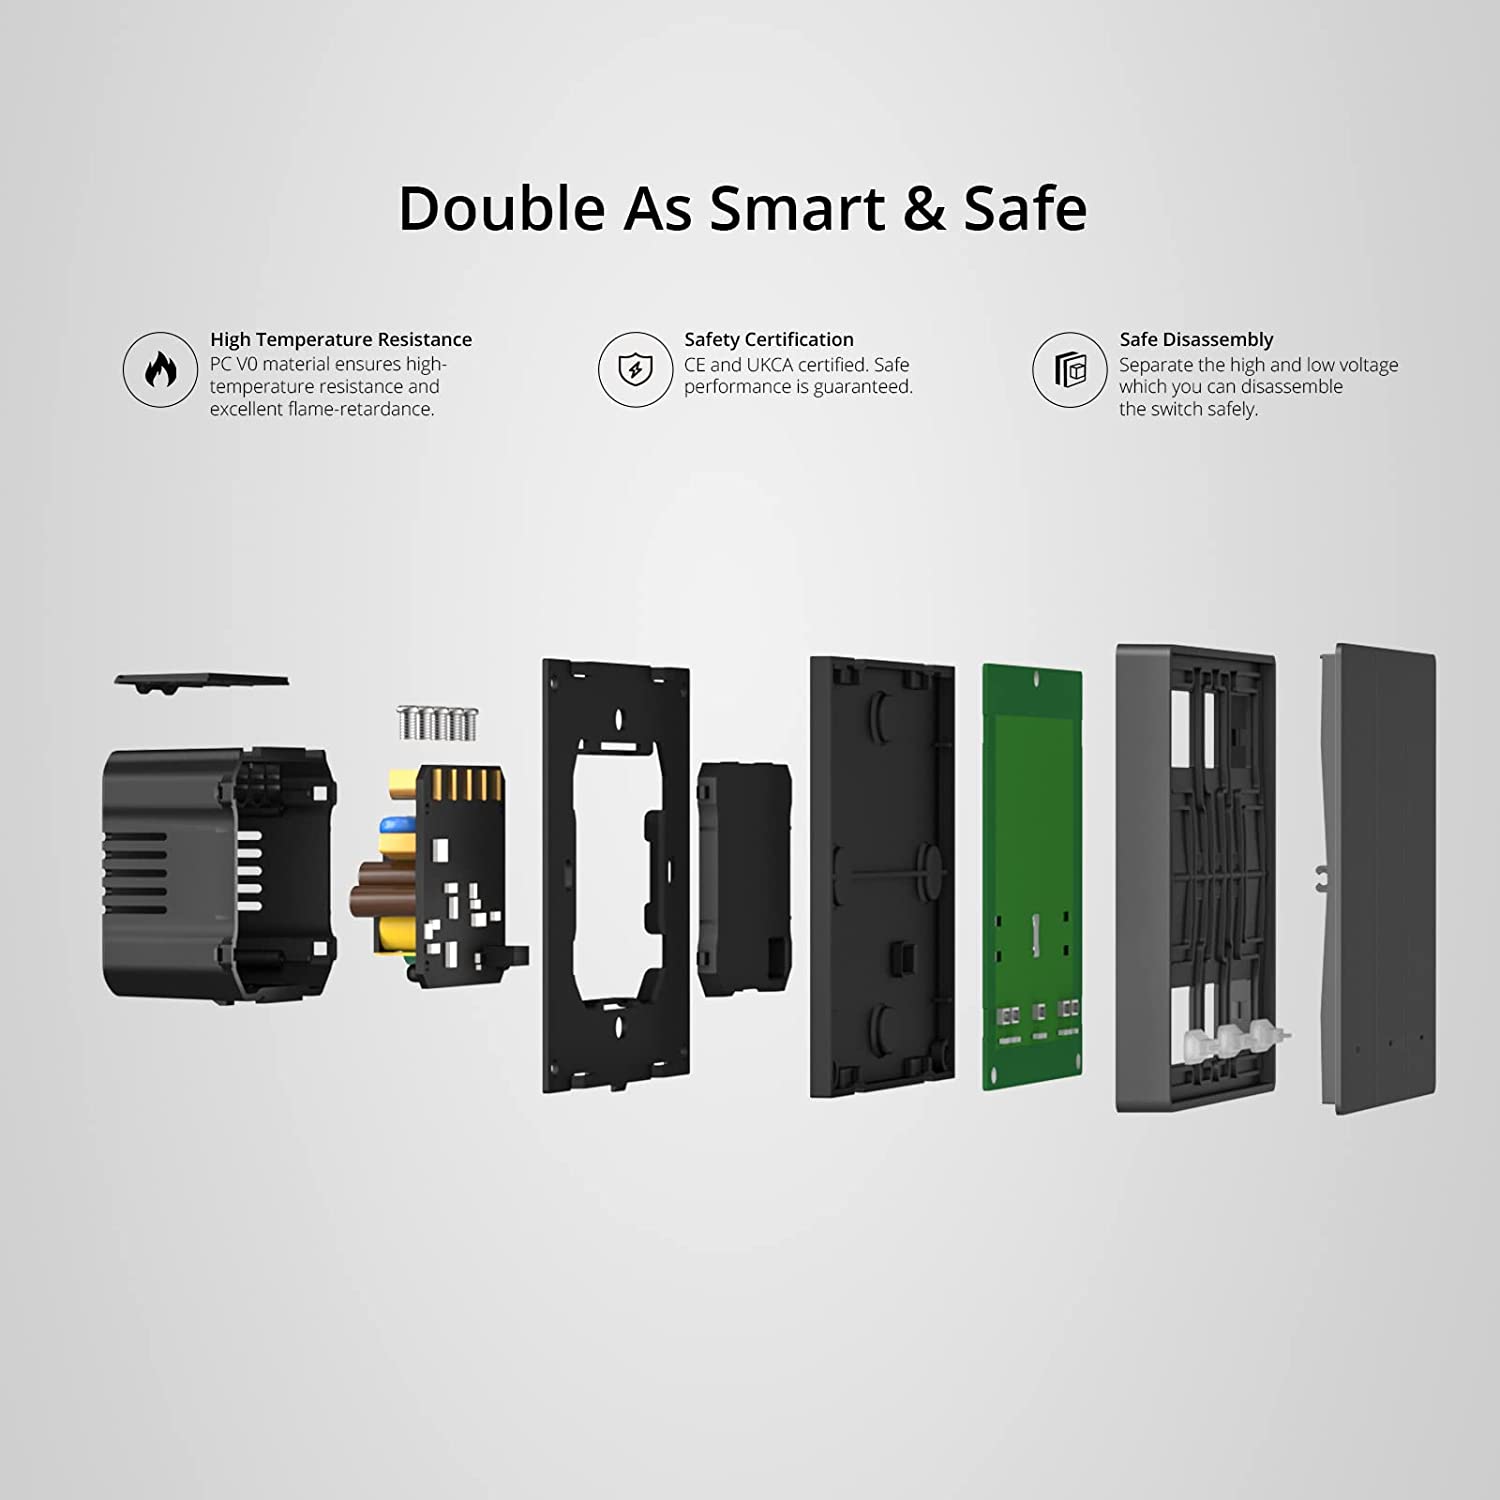 Double As Smart & Safe
High Temperature Resistance
PC V0 material ensures high-
temperature resistance and
excellent flame-retardance.
Safety Certification
CE and UKCA certified. Safe
performance is guaranteed.
Safe Disassembly
Separate the high and low voltage
which you can disassemble
the switch safely.